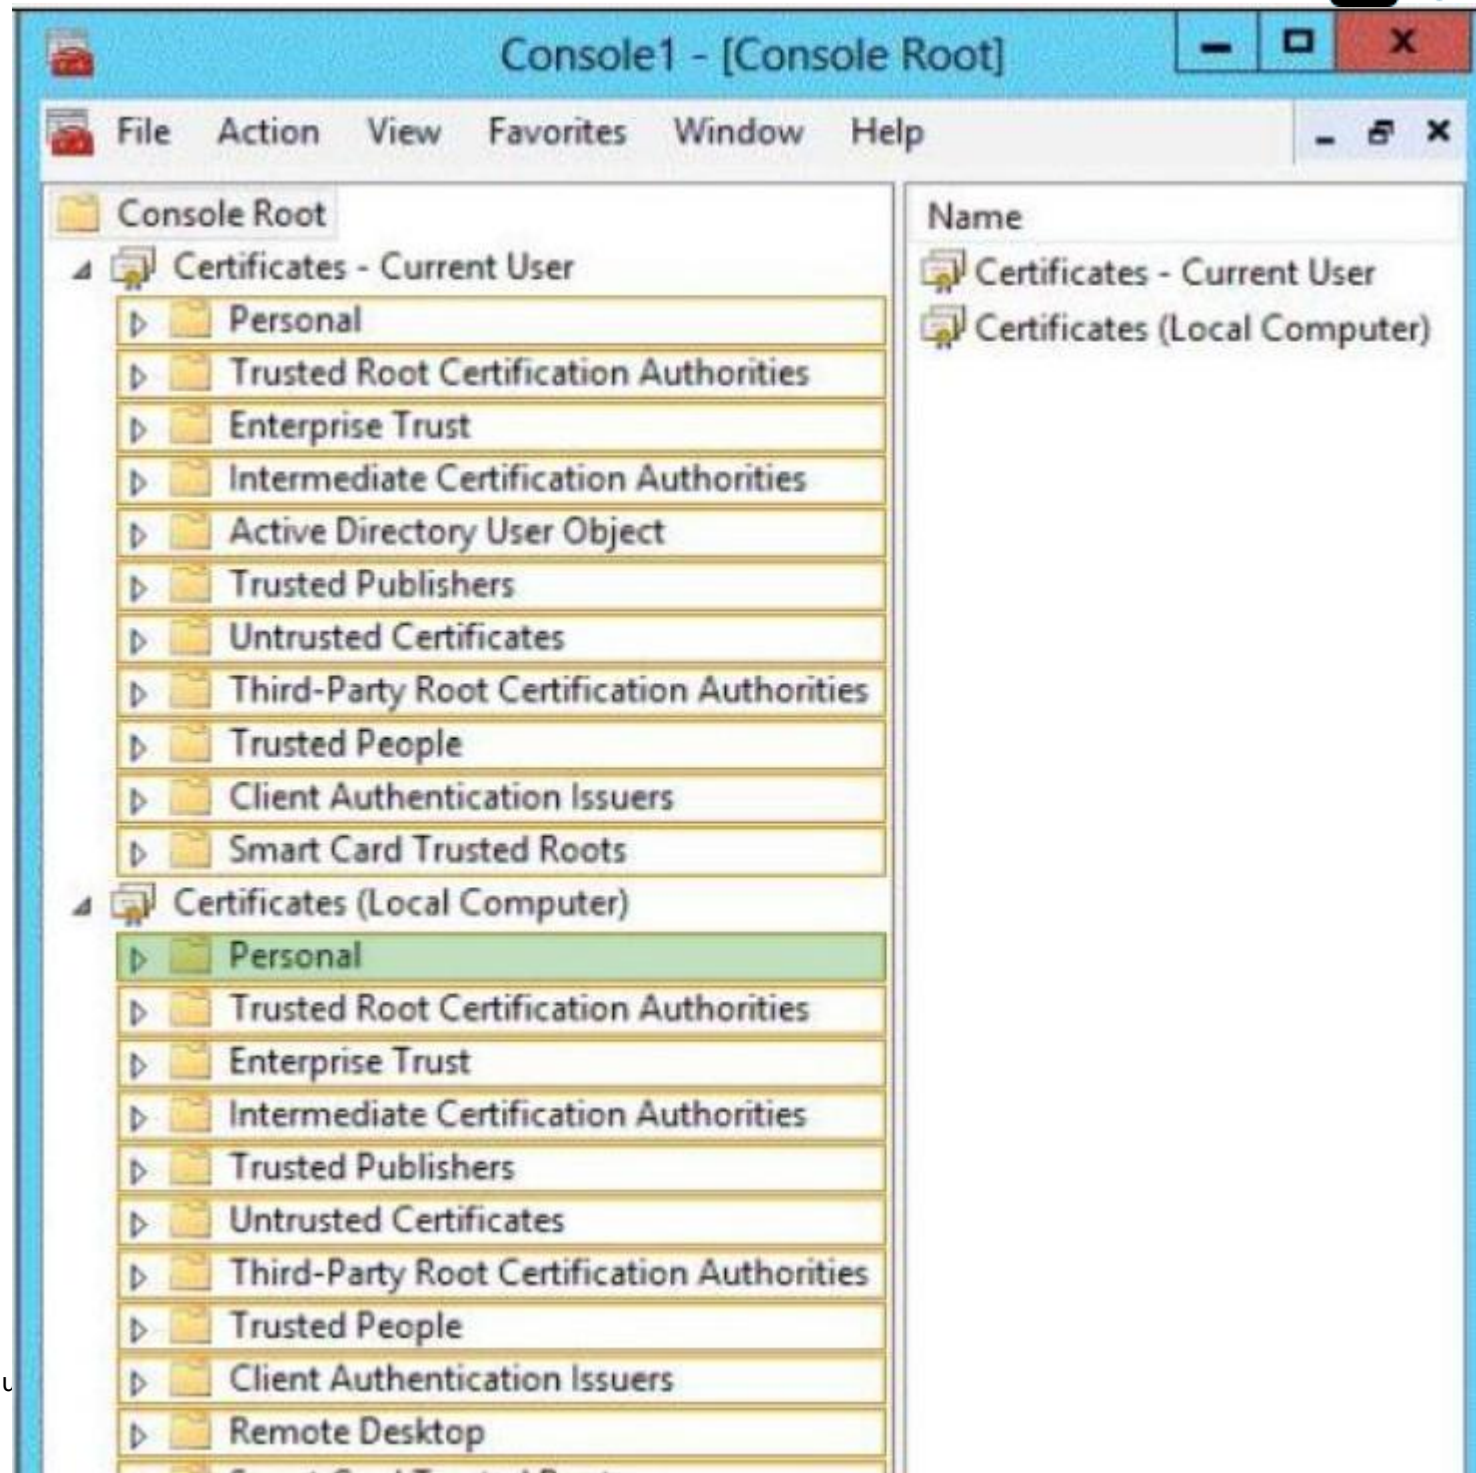 Console1 - [Console Root]
File Action View Favorites Window Help
Console Root
Certificates - Current User
Personal
Trusted Root Certification Authorities
Enterprise Trust
Intermediate Certification Authorities
Active Directory User Object
Trusted Publishers
Untrusted Certificates
Third-Party Root Certification Authorities
Trusted People
Client Authentication Issuers
Smart Card Trusted Roots
Certificates (Local Computer)
Personal
Trusted Root Certification Authorities
Enterprise Trust
Intermediate Certification Authorities
Trusted Publishers
Untrusted Certificates
Third-Party Root Certification Authorities
Trusted People
Client Authentication Issuers
Remote Desktop
Name
Certificates - Current User
Certificates (Local Computer)